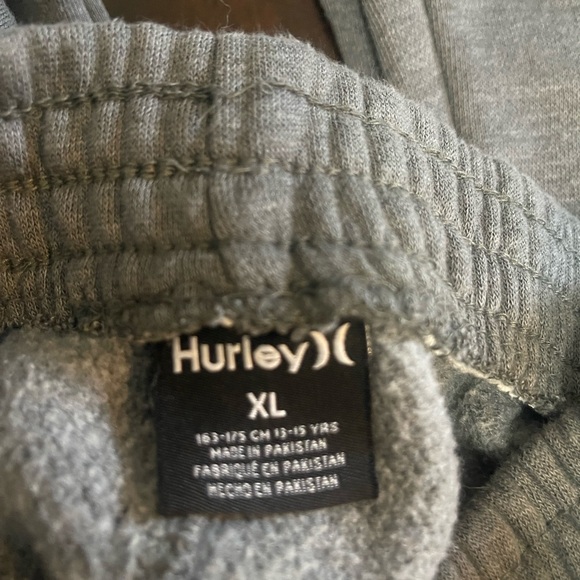 Hurley)(
XL
163-175 CM 13-15 YRS
MADE IN PAKISTAN
FABRIQUÉ EN PAKISTAN
HECHO EN PAKISTAN